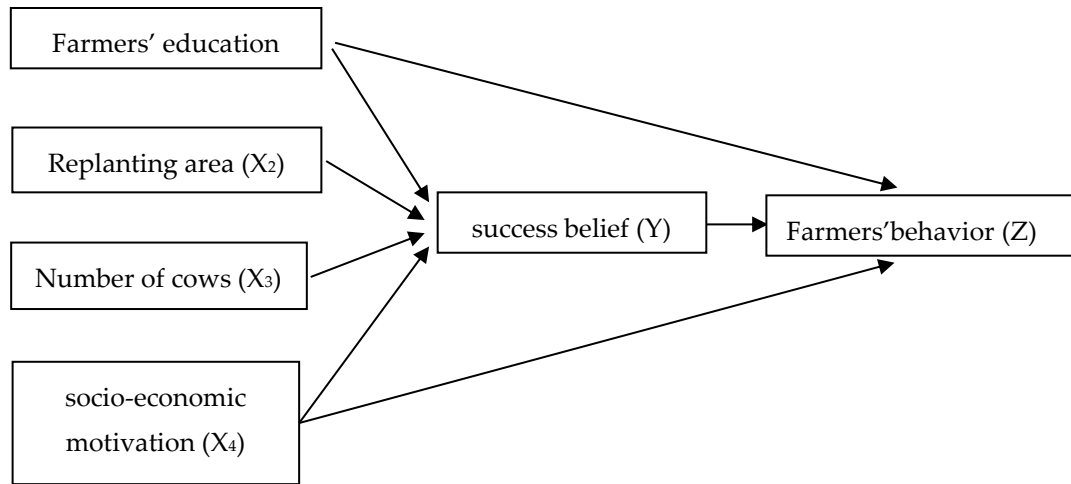 Farmers’ education
Replanting area (X₂)
success belief (Y)
Farmers’behavior (Z)
Number of cows (X₃)
socio-economic
motivation (X₄)